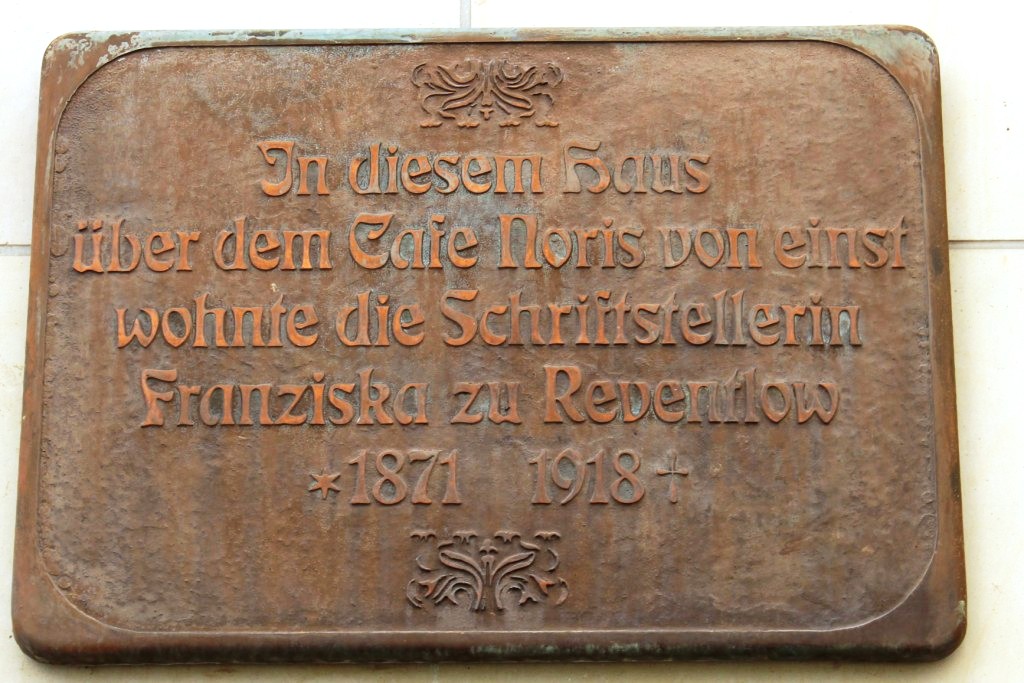 In diesem Haus
über dem Cafe Noris von einst
wohnte die Schriftstellerin
Franziska zu Reventlow
*1871 1918 †